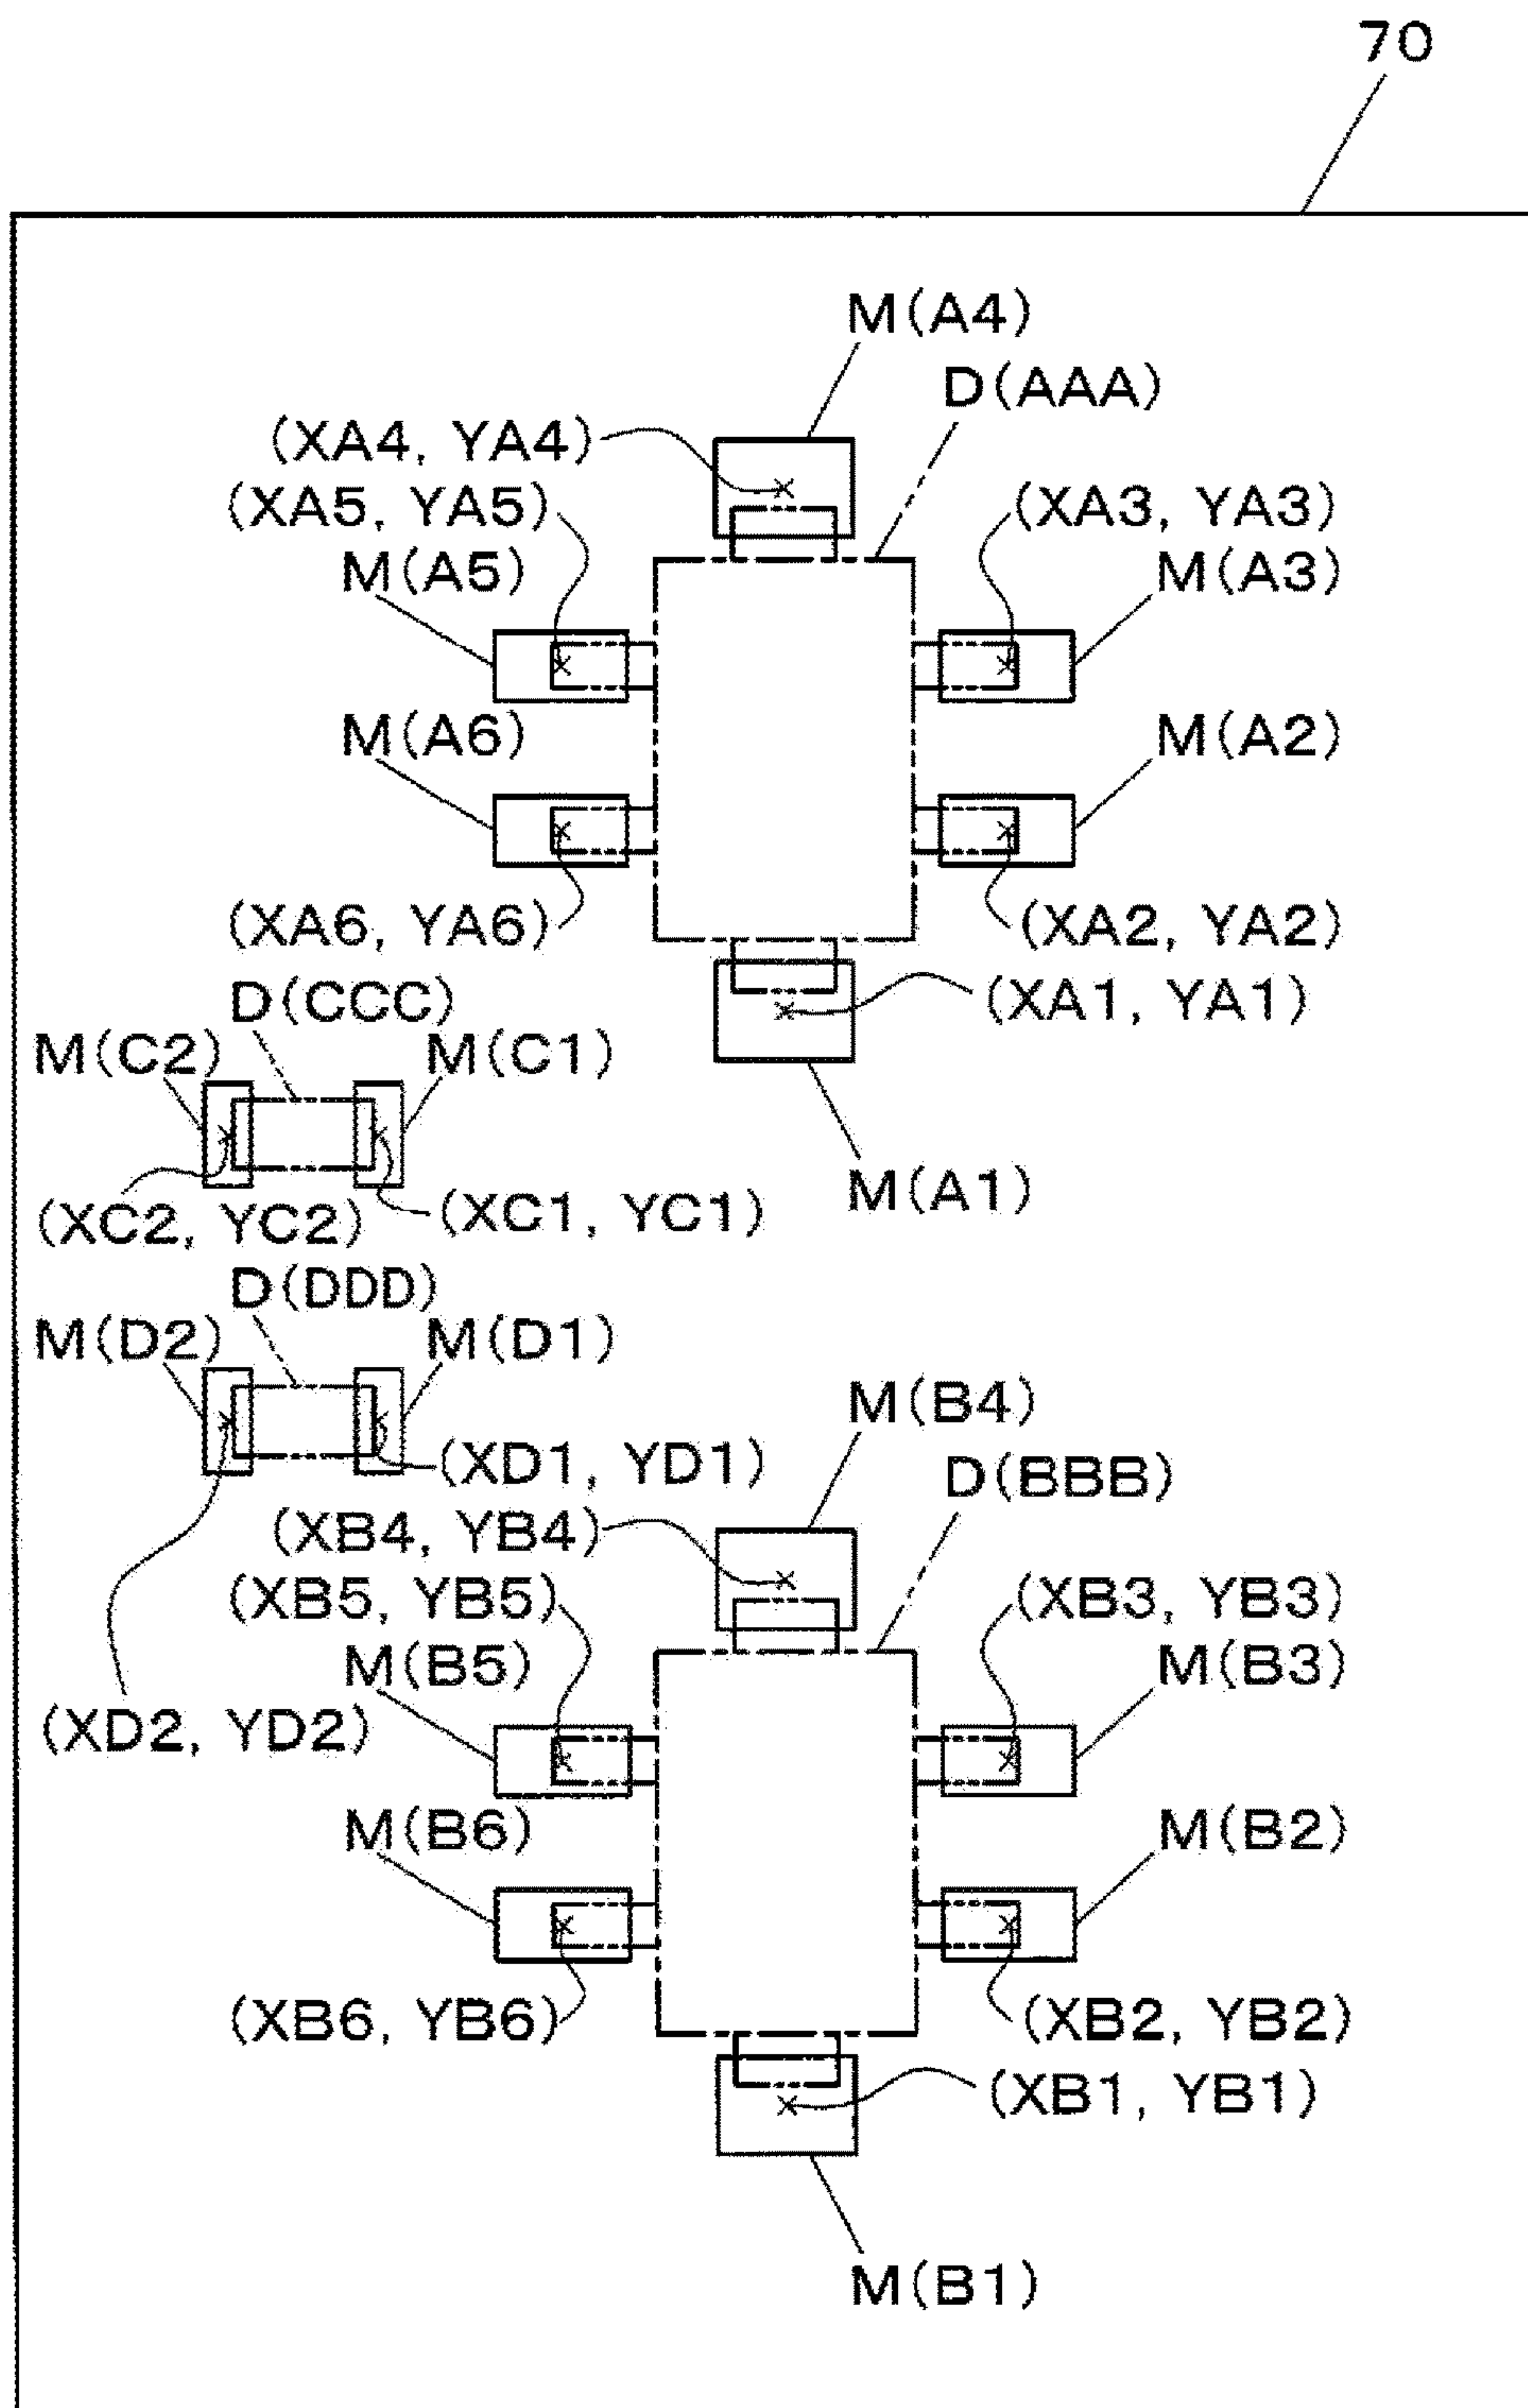 70
M(A4)
D(AAA)
(XA4, YA4)
(XA5, YA5)
(XA3, YA3)
M(A5)
M(A3)
M(A6)
M(A2)
(XA6, YA6)
(XA2, YA2)
D(CCC)
(XA1, YA1)
M(C2)
M(C1)
M(A1)
(XC2, YC2)
(XC1, YC1)
D(DDD)
M(D2)
M(D1)
M(B4)
(XD1, YD1)
D(BBB)
(XB4, YB4)
(XB5, YB5)
(XB3, YB3)
M(B5)
M(B3)
(XD2, YD2)
M(B6)
M(B2)
(XB6, YB6)
(XB2, YB2)
(XB1, YB1)
M(B1)